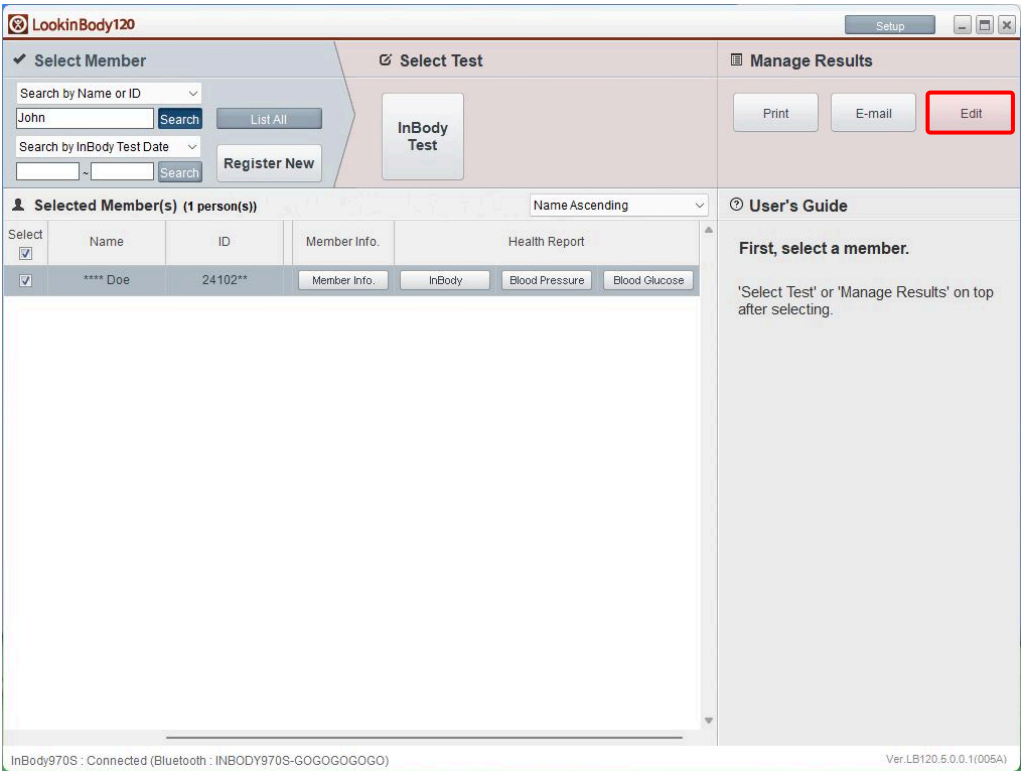 LookinBody120
Setup
Select Member
Select Test
Manage Results
Search by Name or ID
John
Search
List All
Search by InBody Test Date
~
Search
Register New
InBody
Test
Print
E-mail
Edit
Selected Member(s) (1 person(s))
Name Ascending
User's Guide
Select
Name
ID
Member Info.
Health Report
**** Doe
24102**
Member Info.
InBody
Blood Pressure
Blood Glucose
First, select a member.
'Select Test' or 'Manage Results' on top
after selecting.
InBody970S : Connected (Bluetooth : INBODY970S-GOGOGOGOGO)
Ver.LB120.5.0.0.1(005A)